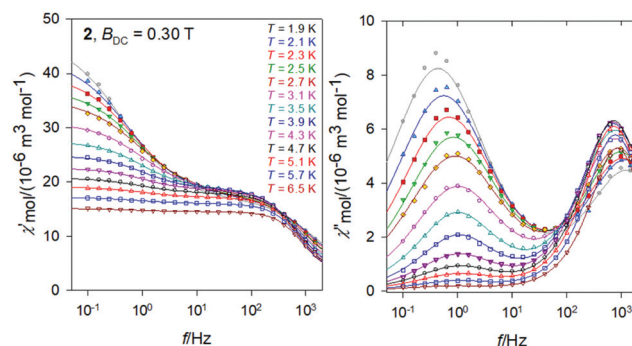 50
40
30
20
10
0
χ'mol/(10⁻⁶ m³ mol⁻¹)
2, B_DC = 0.30 T
T = 1.9 K
T = 2.1 K
T = 2.3 K
T = 2.5 K
T = 2.7 K
T = 3.1 K
T = 3.5 K
T = 3.9 K
T = 4.3 K
T = 4.7 K
T = 5.1 K
T = 5.7 K
T = 6.5 K
10⁻¹ 10⁰ 10¹ 10² 10³
f/Hz
10
8
6
4
2
0
χ"mol/(10⁻⁶ m³ mol⁻¹)
10⁻¹ 10⁰ 10¹ 10² 10³
f/Hz